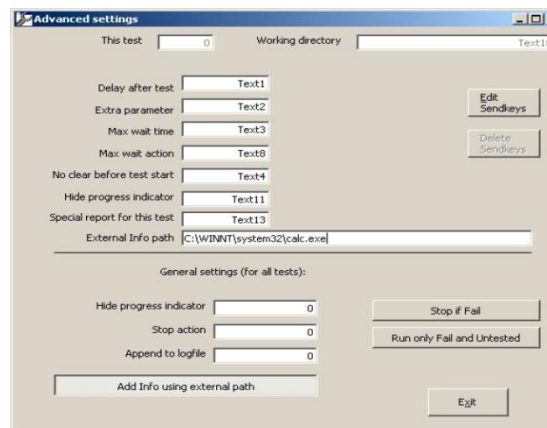 Advanced settings
This test 0 Working directory Text1
Delay after test Text1
Extra parameter Text2
Edit Sendkeys
Max wait time Text3
Delete Sendkeys
Max wait action Text8
No clear before test start Text4
Hide progress indicator Text11
Special report for this test Text13
External Info path C:\WINNT\system32\calc.exe
General settings (for all tests):
Hide progress indicator 0 Stop if Fail
Stop action 0
Run only Fail and Untested
Append to logfile 0
Add Info using external path
Exit